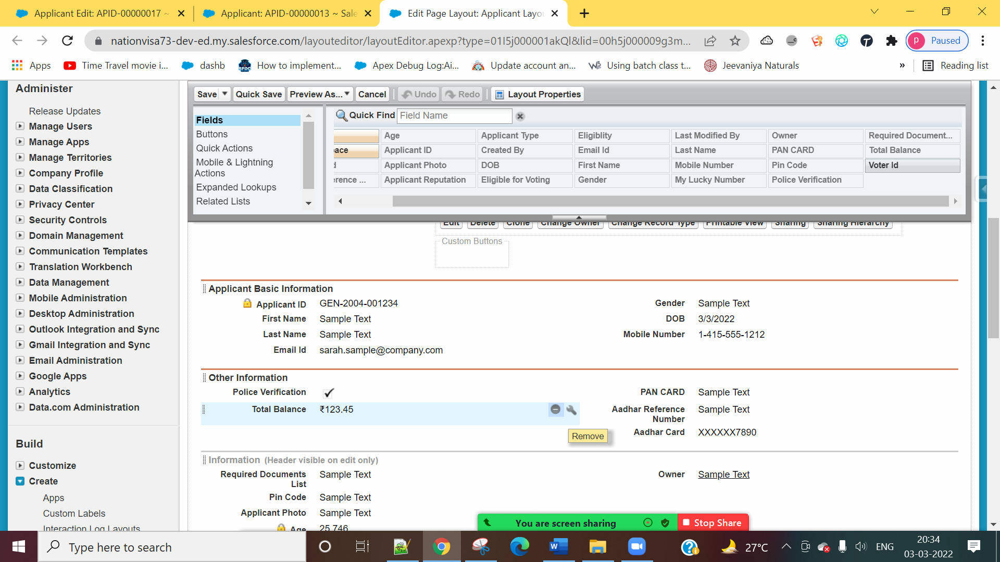 Applicant Edit: APID-00000017 ~
Applicant: APID-00000013 ~ Sale
Edit Page Layout: Applicant Layou
nationvisa73-dev-ed.my.salesforce.com/layouteditor/layoutEditor.apexp?type=01I5j000001akQl&lid=00h5j000009g3m...
P Paused
Apps
Time Travel movie i...
dashb
How to implement...
Apex Debug Log:Ai...
Update account an...
Using batch class t...
Jeevaniya Naturals
»
Reading list
Administer
Release Updates
Manage Users
Manage Apps
Manage Territories
Company Profile
Data Classification
Privacy Center
Security Controls
Domain Management
Communication Templates
Translation Workbench
Data Management
Mobile Administration
Desktop Administration
Outlook Integration and Sync
Gmail Integration and Sync
Email Administration
Google Apps
Analytics
Data.com Administration
Build
Customize
Create
Apps
Custom Labels
Interaction Log Layouts
Save Quick Save Preview As... Cancel Undo Redo Layout Properties
Fields
Buttons
Quick Actions
Mobile & Lightning
Actions
Expanded Lookups
Related Lists
Quick Find Field Name
Age Applicant Type Eligiblity Last Modified By Owner Required Document...
ace Applicant ID Created By Email Id Last Name PAN CARD Total Balance
d Applicant Photo DOB First Name Mobile Number Pin Code Voter Id
erence ... Applicant Reputation Eligible for Voting Gender My Lucky Number Police Verification
Edit Delete Clone Change Owner Change Record Type Printable View Sharing Sharing Hierarchy
Custom Buttons
Applicant Basic Information
Applicant ID GEN-2004-001234 Gender Sample Text
First Name Sample Text DOB 3/3/2022
Last Name Sample Text Mobile Number 1-415-555-1212
Email Id sarah.sample@company.com
Other Information
Police Verification PAN CARD Sample Text
Total Balance ₹123.45 Aadhar Reference Sample Text
Number
Aadhar Card XXXXXX7890
Remove
Information (Header visible on edit only)
Required Documents Sample Text Owner Sample Text
List
Pin Code Sample Text
Applicant Photo Sample Text
Age 25,746
You are screen sharing Stop Share
Type here to search
27°C
ENG
20:34
03-03-2022